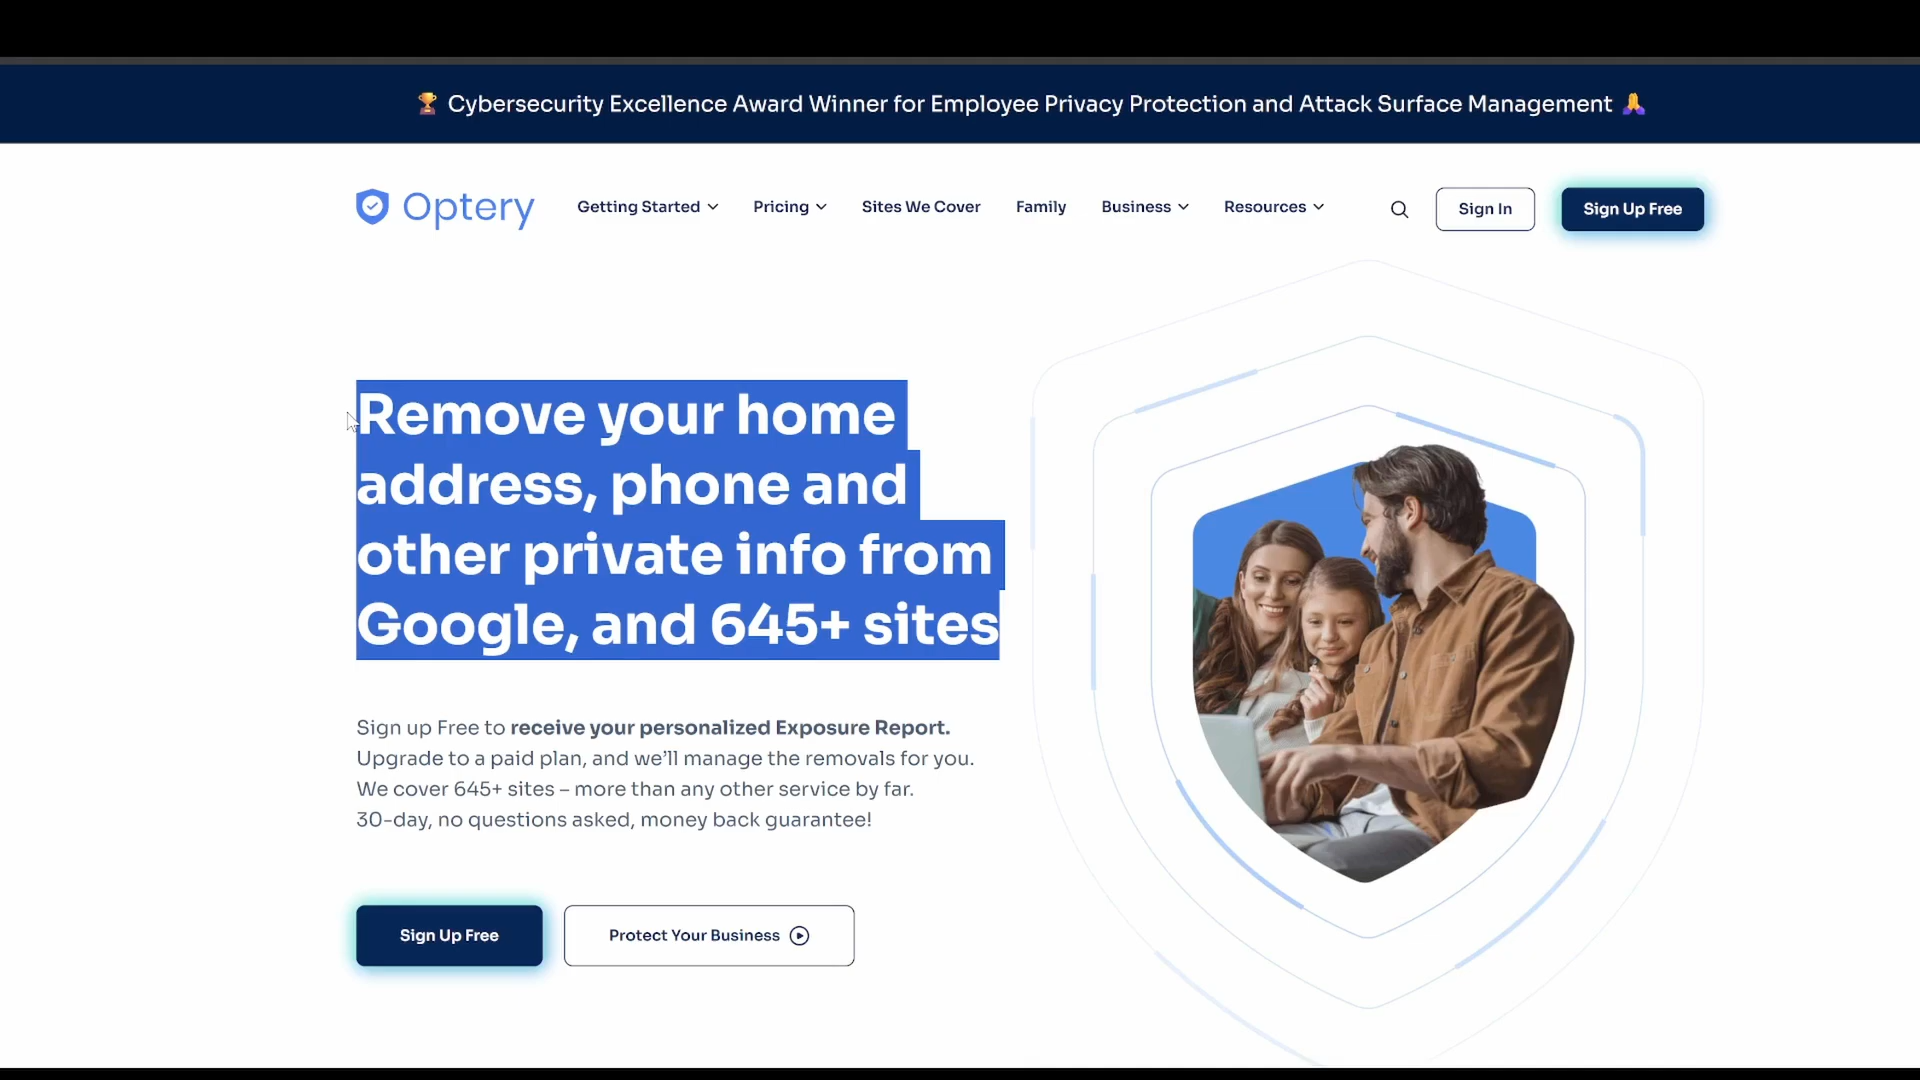 🏆 Cybersecurity Excellence Award Winner for Employee Privacy Protection and Attack Surface Management 🙏
Optery
Getting Started
Pricing
Sites We Cover
Family
Business
Resources
Sign In
Sign Up Free
Remove your home
address, phone and
other private info from
Google, and 645+ sites
Sign up Free to receive your personalized Exposure Report.
Upgrade to a paid plan, and we’ll manage the removals for you.
We cover 645+ sites – more than any other service by far.
30-day, no questions asked, money back guarantee!
Sign Up Free
Protect Your Business